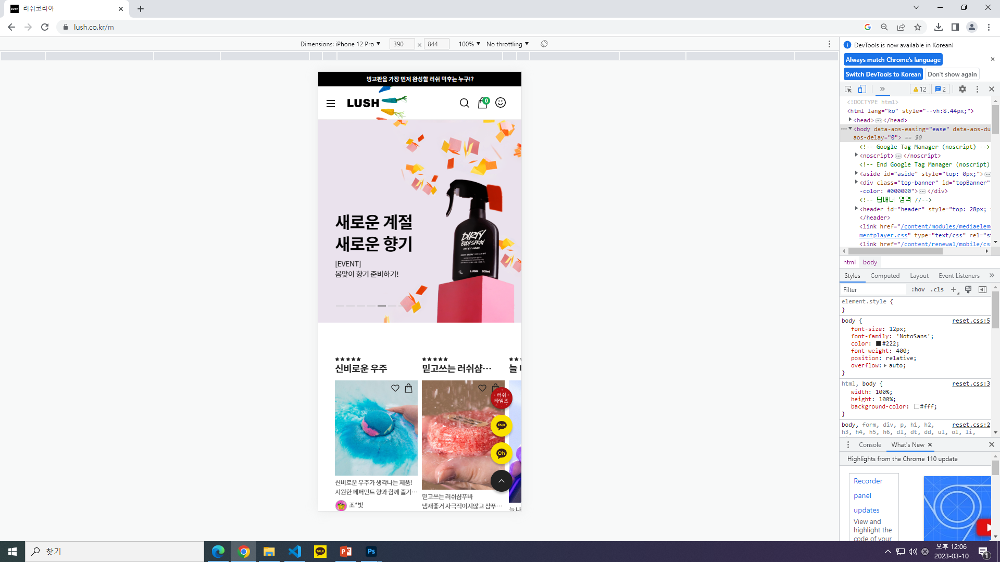 러쉬코리아
lush.co.kr/m
Dimensions: iPhone 12 Pro ▼ 390 × 844 100% ▼ No throttling ▼
빙고판을 가장 먼저 완성할 러쉬 덕후는 누구!?
LUSH
0
새로운 계절
새로운 향기
[EVENT]
봄맞이 향기 준비하기!
DIRTY
BODY SPRAY
LUSH 200ml
★★★★★
신비로운 우주
신비로운 우주가 생각나는 제품!
시원한 페퍼민트 향과 함께 즐기…
조*빛
★★★★★
믿고쓰는 러쉬샴…
믿고쓰는 러쉬샴푸바
냄새좋거 자극적이지않고 샴푸…
★★
늘
늘 나
러쉬
타임즈
TALK
Ch
DevTools is now available in Korean!
Always match Chrome's language
Switch DevTools to Korean
Don't show again
12
2
<!DOCTYPE html>
<html lang="ko" style="--vh:8.44px;">
<head> … </head>
<body data-aos-easing="ease" data-aos-du
aos-delay="0"> == $0
<!-- Google Tag Manager (noscript) -->
<noscript> … </noscript>
<!-- End Google Tag Manager (noscript)
<aside id="aside" style="top: 0px;"> …
<div class="top-banner" id="topBanner"
-color: #000000"> … </div>
<!-- 탑배너 영역 //-->
<header id="header" style="top: 28px;
</header>
<link href="/content/modules/mediaeleme
mentplayer.css" type="text/css" rel="st
<link href="/content/renewal/mobile/css
html body
Styles Computed Layout Event Listeners
Filter :hov .cls
element.style {
}
body { reset.css:5
font-size: 12px;
font-family: 'NotoSans';
color: #222;
font-weight: 400;
position: relative;
overflow: auto;
}
html, body { reset.css:3
width: 100%;
height: 100%;
background-color: #fff;
}
body, form, div, p, h1, h2, reset.css:2
h3, h4, h5, h6, dl, dt, dd, ul, ol, li,
Console What's New
Highlights from the Chrome 110 update
Recorder
panel
updates
View and
highlight the
code of your
찾기
TALK
Ps
오후 12:06
2023-03-10
1